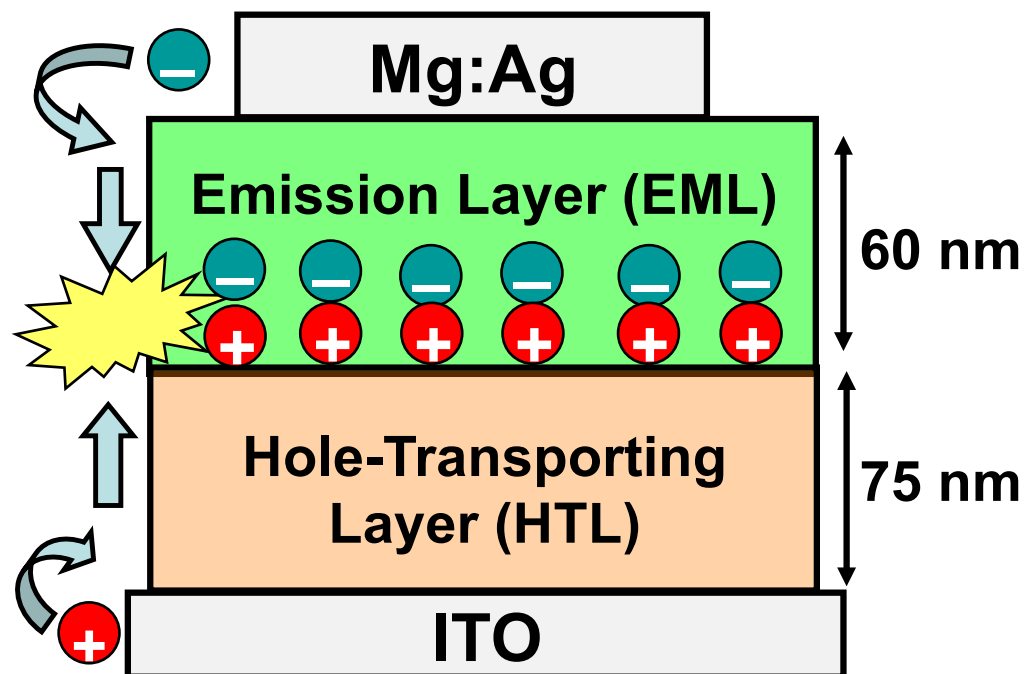 Mg:Ag
Emission Layer (EML)
60 nm
Hole-Transporting
Layer (HTL)
75 nm
ITO